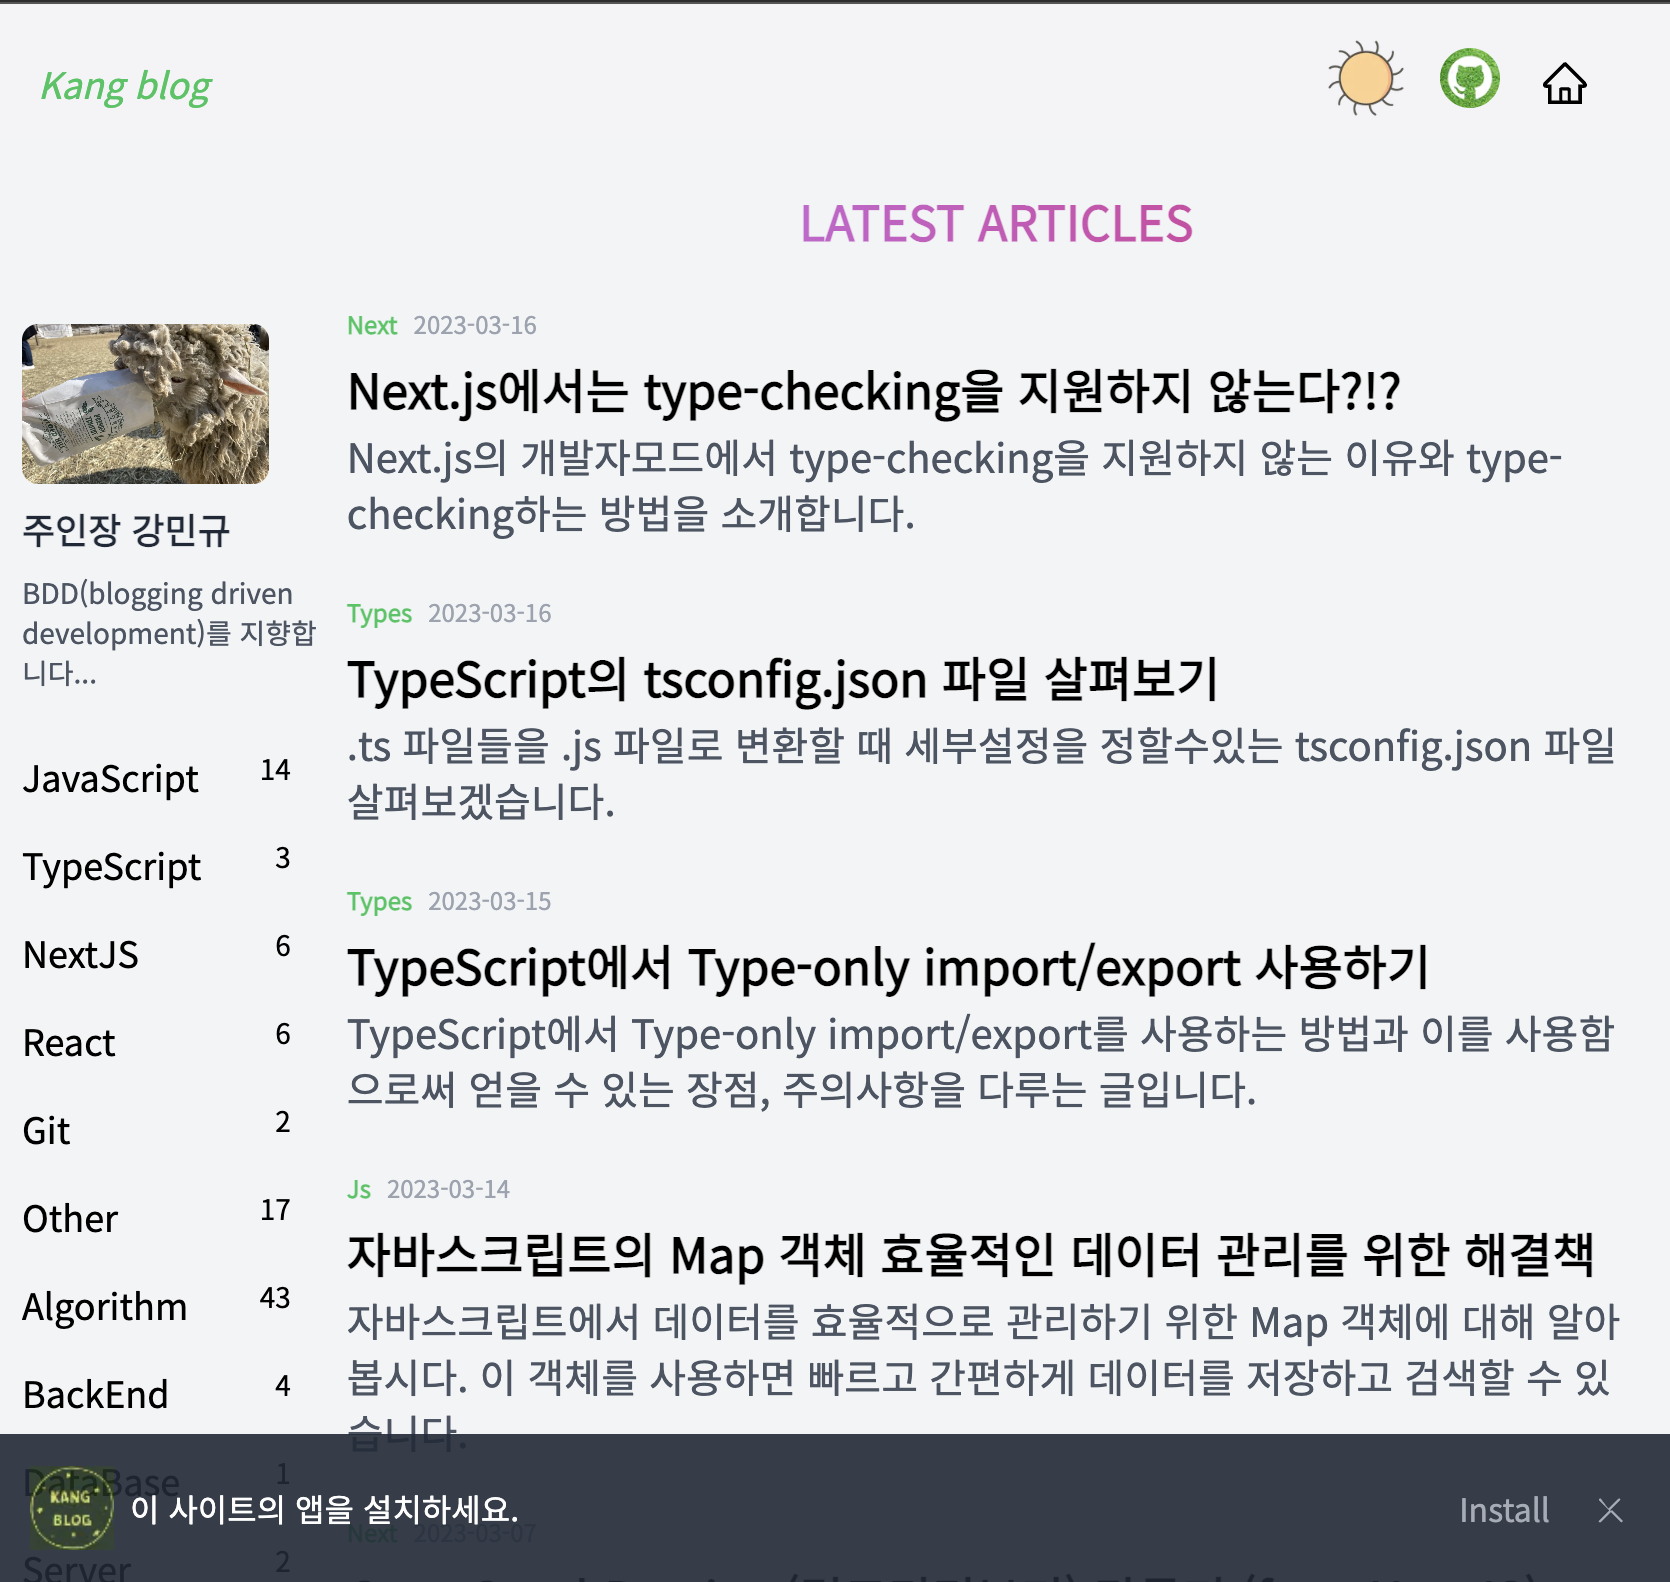 Kang blog
LATEST ARTICLES
주인장 강민규
BDD(blogging driven
development)를 지향합
니다...
JavaScript 14
TypeScript 3
NextJS 6
React 6
Git 2
Other 17
Algorithm 43
BackEnd 4
DataBase 1
Server 2
Next 2023-03-16
Next.js에서는 type-checking을 지원하지 않는다?!?
Next.js의 개발자모드에서 type-checking을 지원하지 않는 이유와 type-
checking하는 방법을 소개합니다.
Types 2023-03-16
TypeScript의 tsconfig.json 파일 살펴보기
.ts 파일들을 .js 파일로 변환할 때 세부설정을 정할수있는 tsconfig.json 파일
살펴보겠습니다.
Types 2023-03-15
TypeScript에서 Type-only import/export 사용하기
TypeScript에서 Type-only import/export를 사용하는 방법과 이를 사용함
으로써 얻을 수 있는 장점, 주의사항을 다루는 글입니다.
Js 2023-03-14
자바스크립트의 Map 객체 효율적인 데이터 관리를 위한 해결책
자바스크립트에서 데이터를 효율적으로 관리하기 위한 Map 객체에 대해 알아
봅시다. 이 객체를 사용하면 빠르고 간편하게 데이터를 저장하고 검색할 수 있
습니다.
Next 2023-03-07
KANG
BLOG
이 사이트의 앱을 설치하세요.
Install